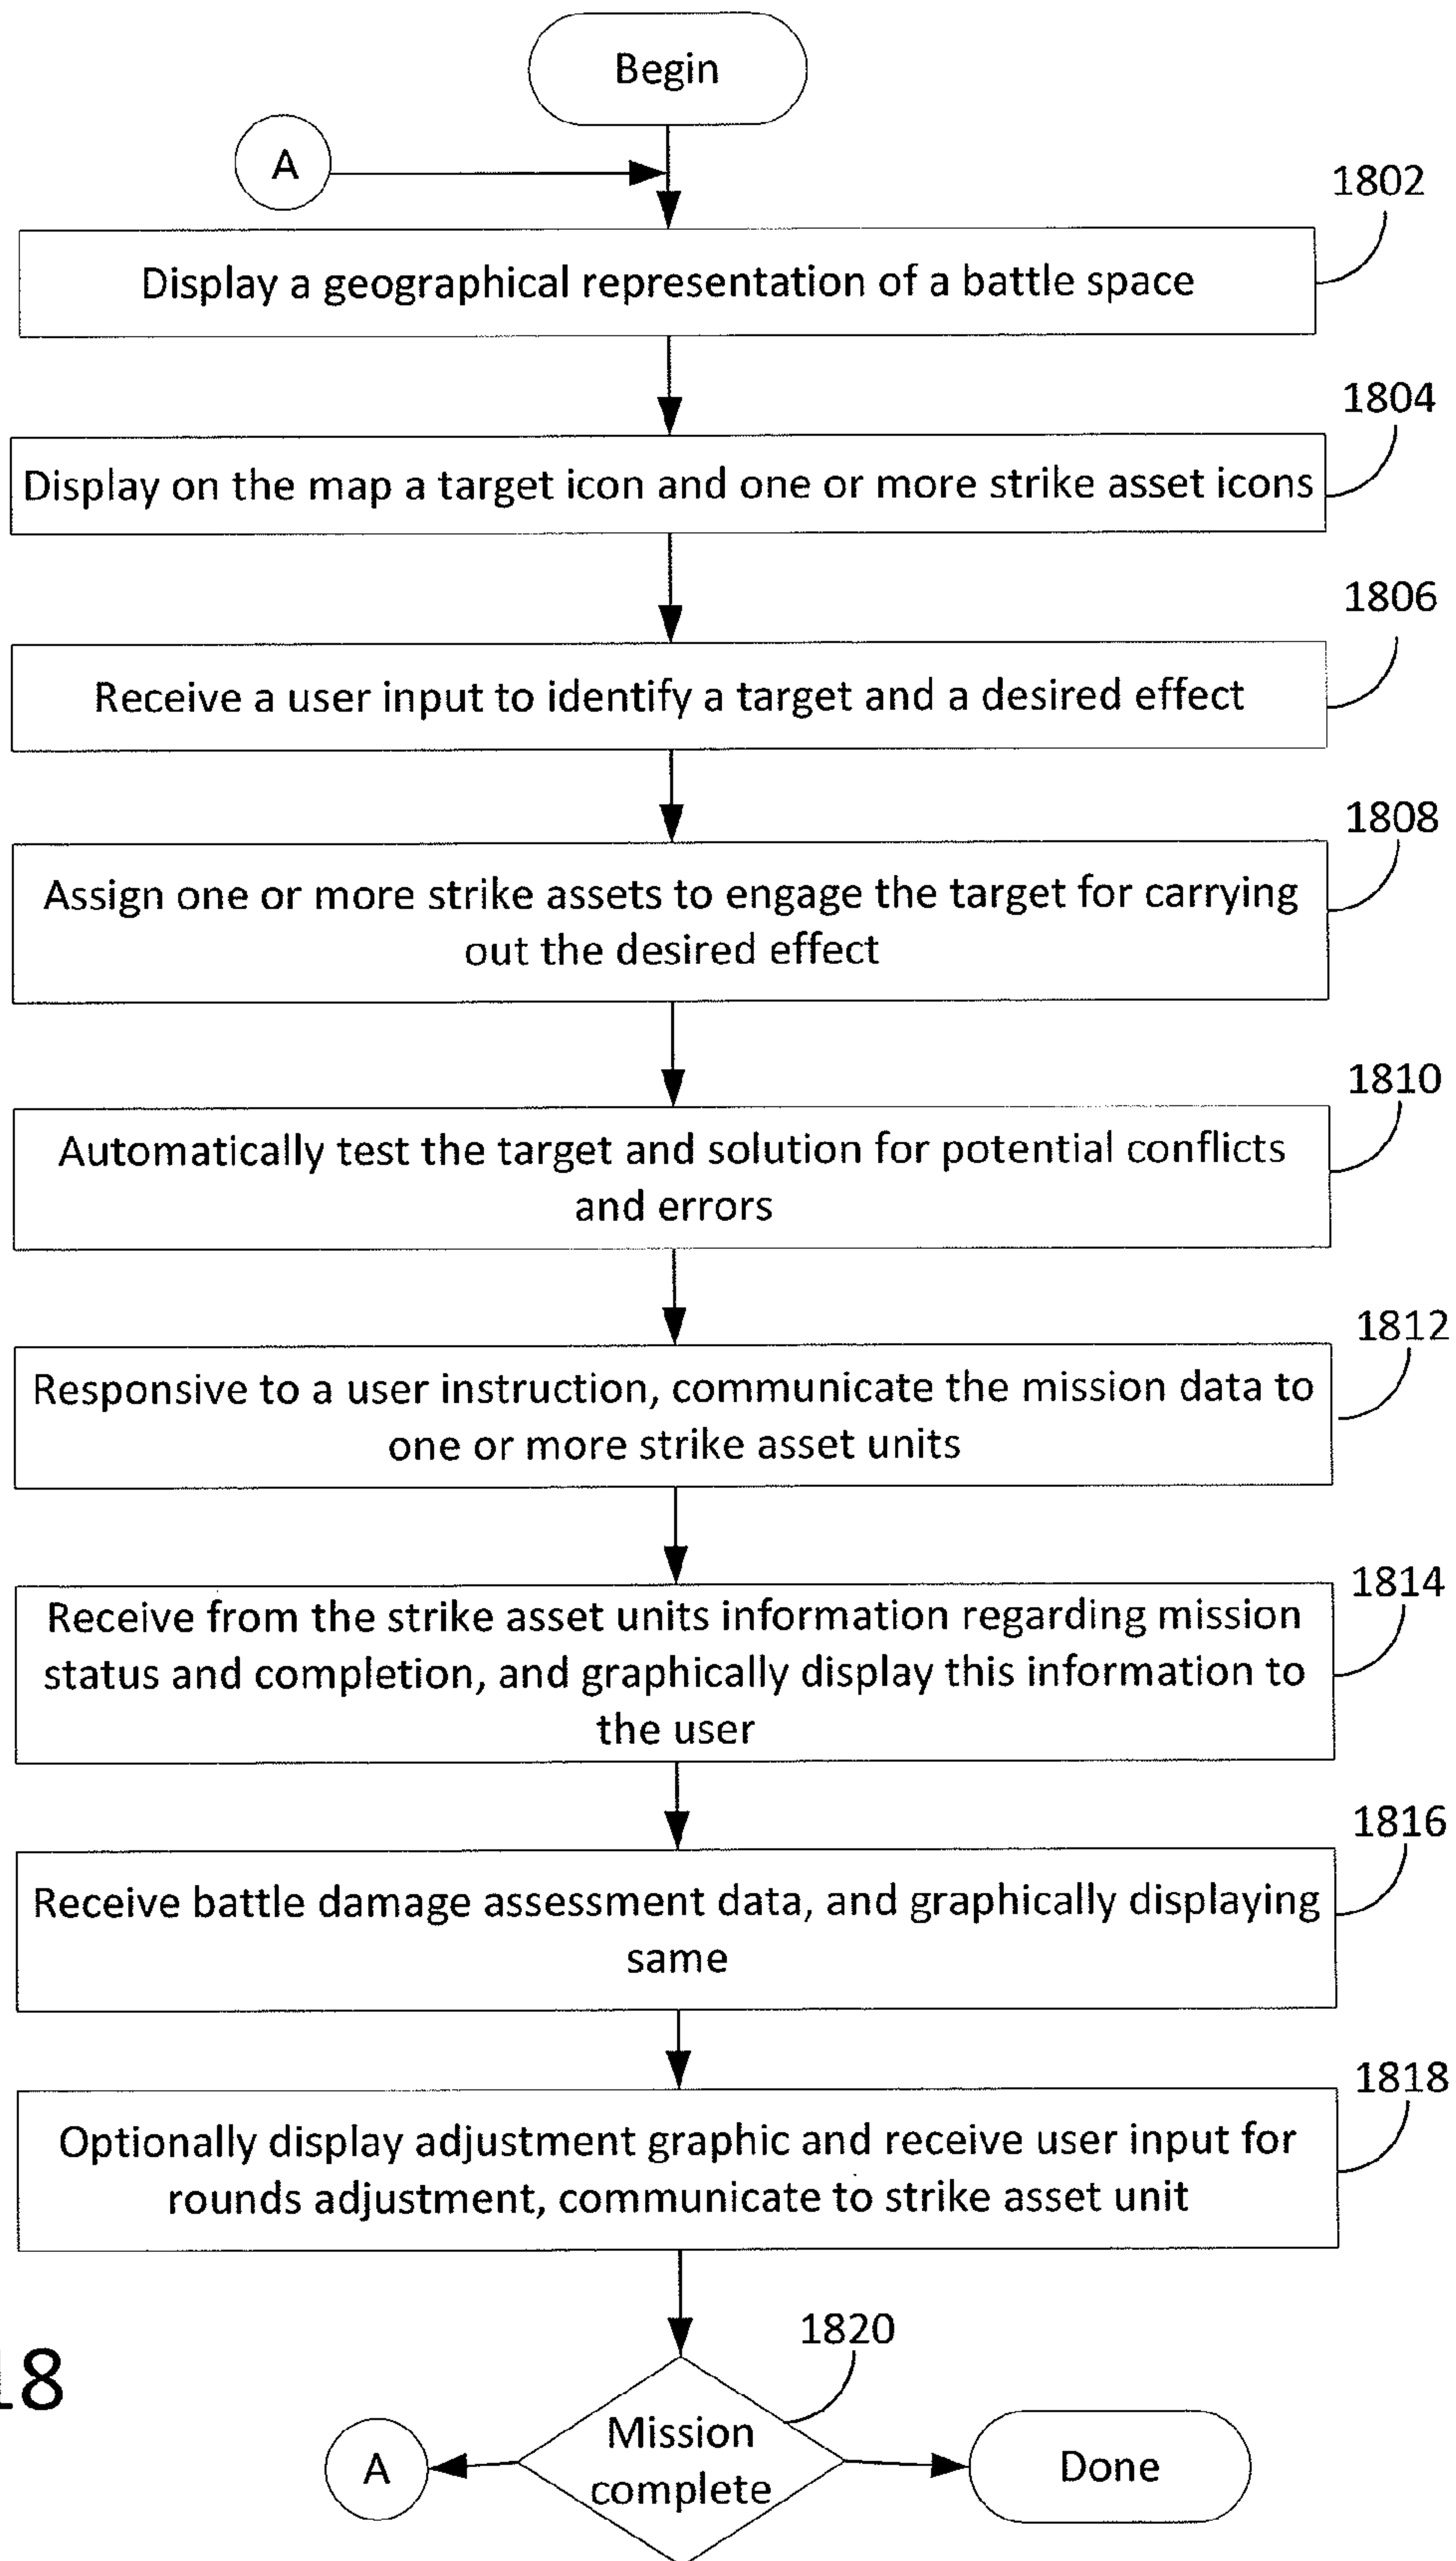 Begin
A
1802
Display a geographical representation of a battle space
1804
Display on the map a target icon and one or more strike asset icons
1806
Receive a user input to identify a target and a desired effect
1808
Assign one or more strike assets to engage the target for carrying
out the desired effect
1810
Automatically test the target and solution for potential conflicts
and errors
1812
Responsive to a user instruction, communicate the mission data to
one or more strike asset units
1814
Receive from the strike asset units information regarding mission
status and completion, and graphically display this information to
the user
1816
Receive battle damage assessment data, and graphically displaying
same
1818
Optionally display adjustment graphic and receive user input for
rounds adjustment, communicate to strike asset unit
1820
18
Mission
complete
A
Done